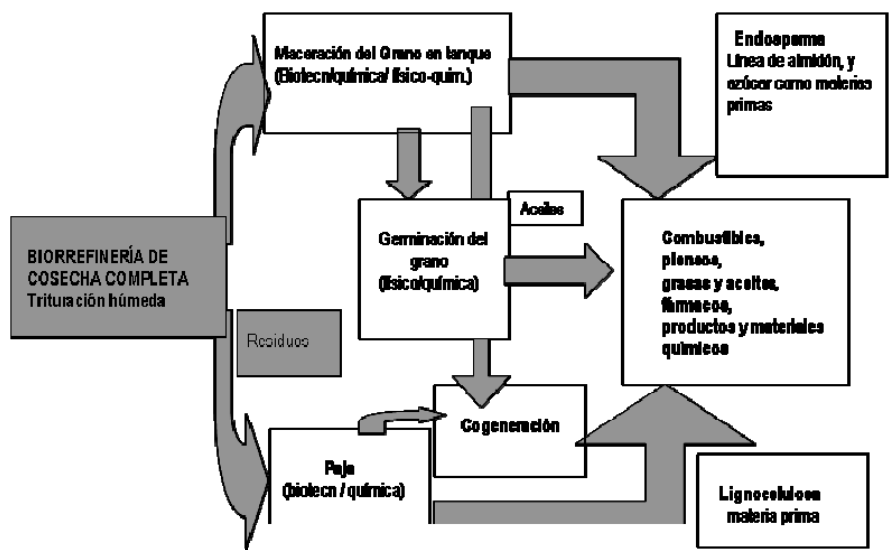 Maceración del Grano en tanque
(Biotecn/química/ físico-quím.)
Endosperma
Línea de almidón, y
azúcar como materias
primas
Aceites
Germinación del
grano
(físico/química)
Combustibles,
piensos,
grasas y aceites,
fármacos,
productos y materiales
químicos
BIORREFINERÍA DE
COSECHA COMPLETA
Trituración húmeda
Residuos
Cogeneración
Paja
(biotecn / química)
Lignocelulosa
materia prima